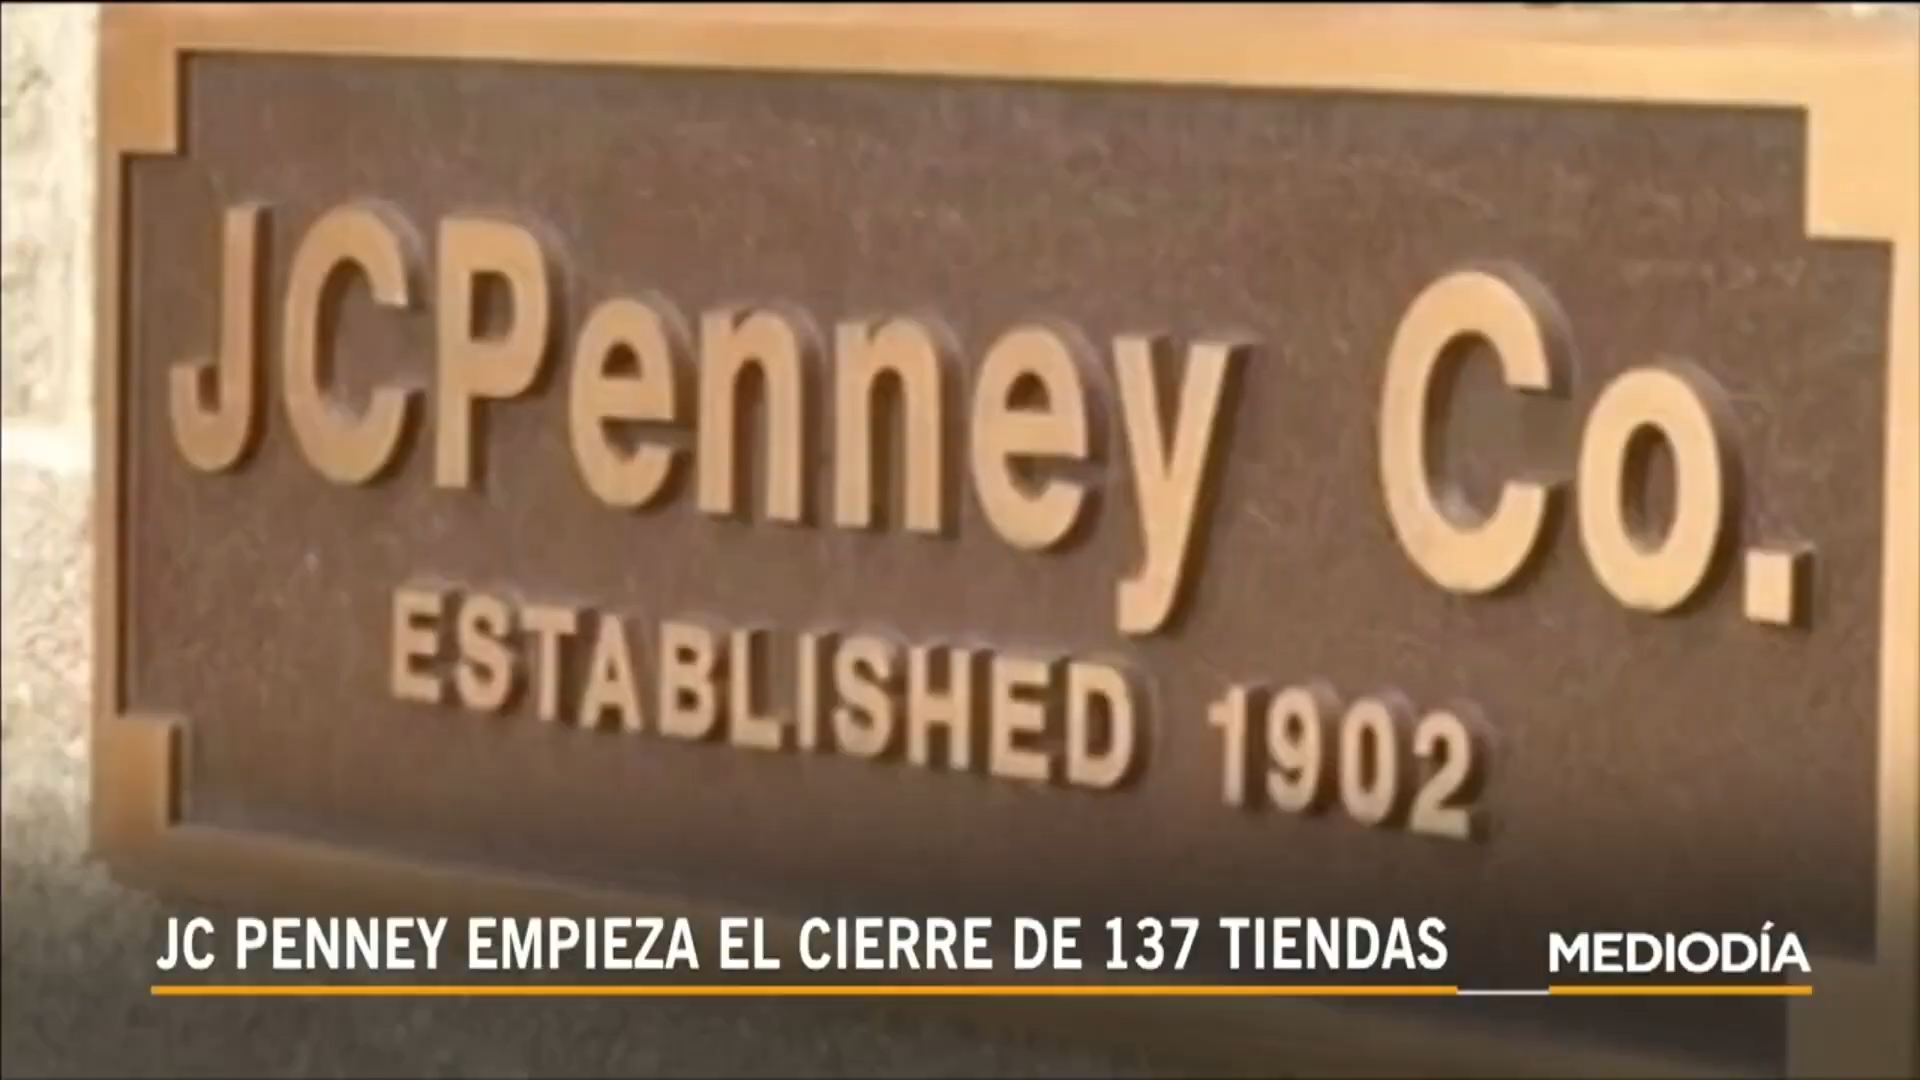 JCPenney Co.
ESTABLISHED 1902
JC PENNEY EMPIEZA EL CIERRE DE 137 TIENDAS
MEDIODÍA